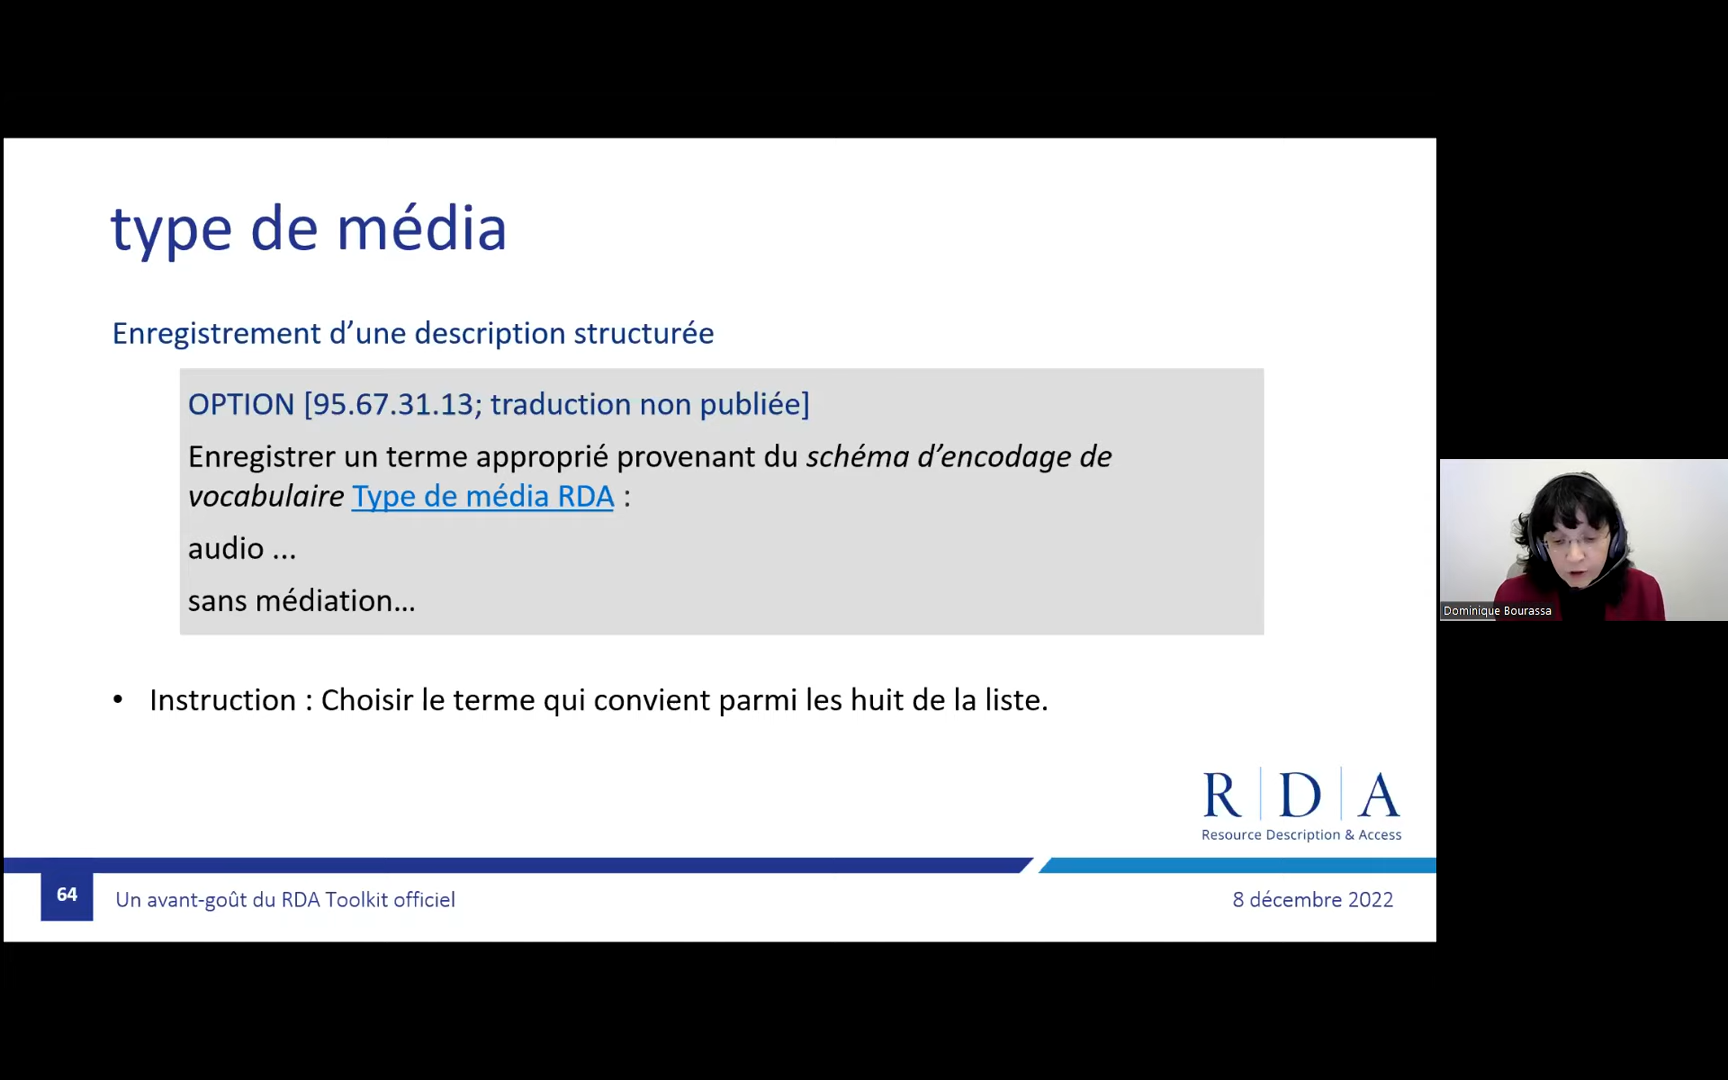 type de média
Enregistrement d’une description structurée
OPTION [95.67.31.13; traduction non publiée]
Enregistrer un terme approprié provenant du schéma d’encodage de
vocabulaire Type de média RDA :
audio ...
sans médiation...
• Instruction : Choisir le terme qui convient parmi les huit de la liste.
R D A
Resource Description & Access
64
Un avant-goût du RDA Toolkit officiel
8 décembre 2022
Dominique Bourassa